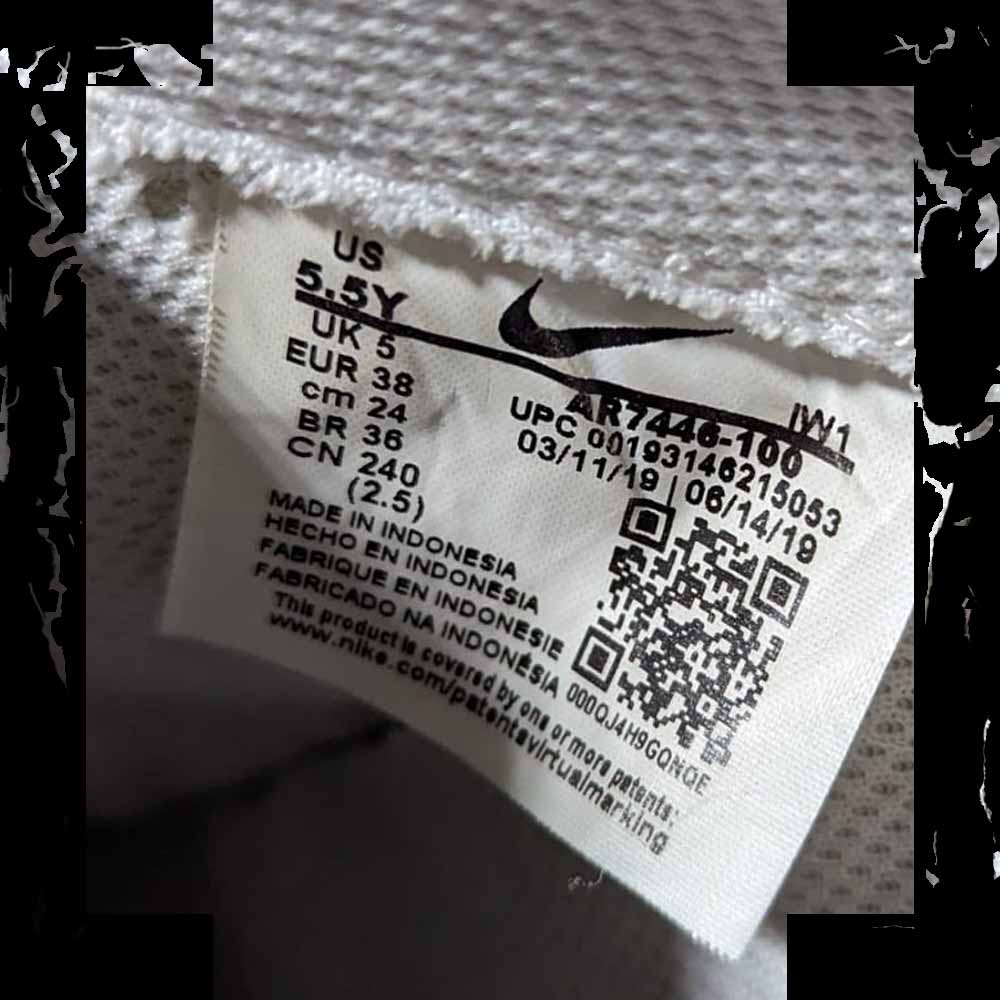 US
5.5Y
UK 5
EUR 38
cm 24
BR 36
CN 240
(2.5)
IW1
AR7446-100
UPC 00193146215053
03/11/19 | 06/14/19
MADE IN INDONESIA
HECHO EN INDONESIA
FABRIQUE EN INDONESIE
FABRICADO NA INDONÉSIA
000QJ4H9GQNQE
This product is covered by one or more patents:
www.nike.com/patentsvirtualmarking